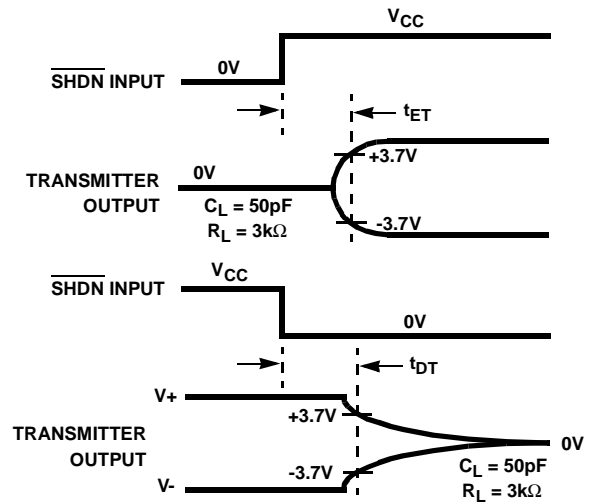 VCC
0V
SHDN INPUT
tET
+3.7V
0V
TRANSMITTER
OUTPUT
CL = 50pF
RL = 3kΩ
-3.7V
VCC
SHDN INPUT
0V
tDT
V+
+3.7V
TRANSMITTER
OUTPUT
0V
-3.7V
CL = 50pF
RL = 3kΩ
V-